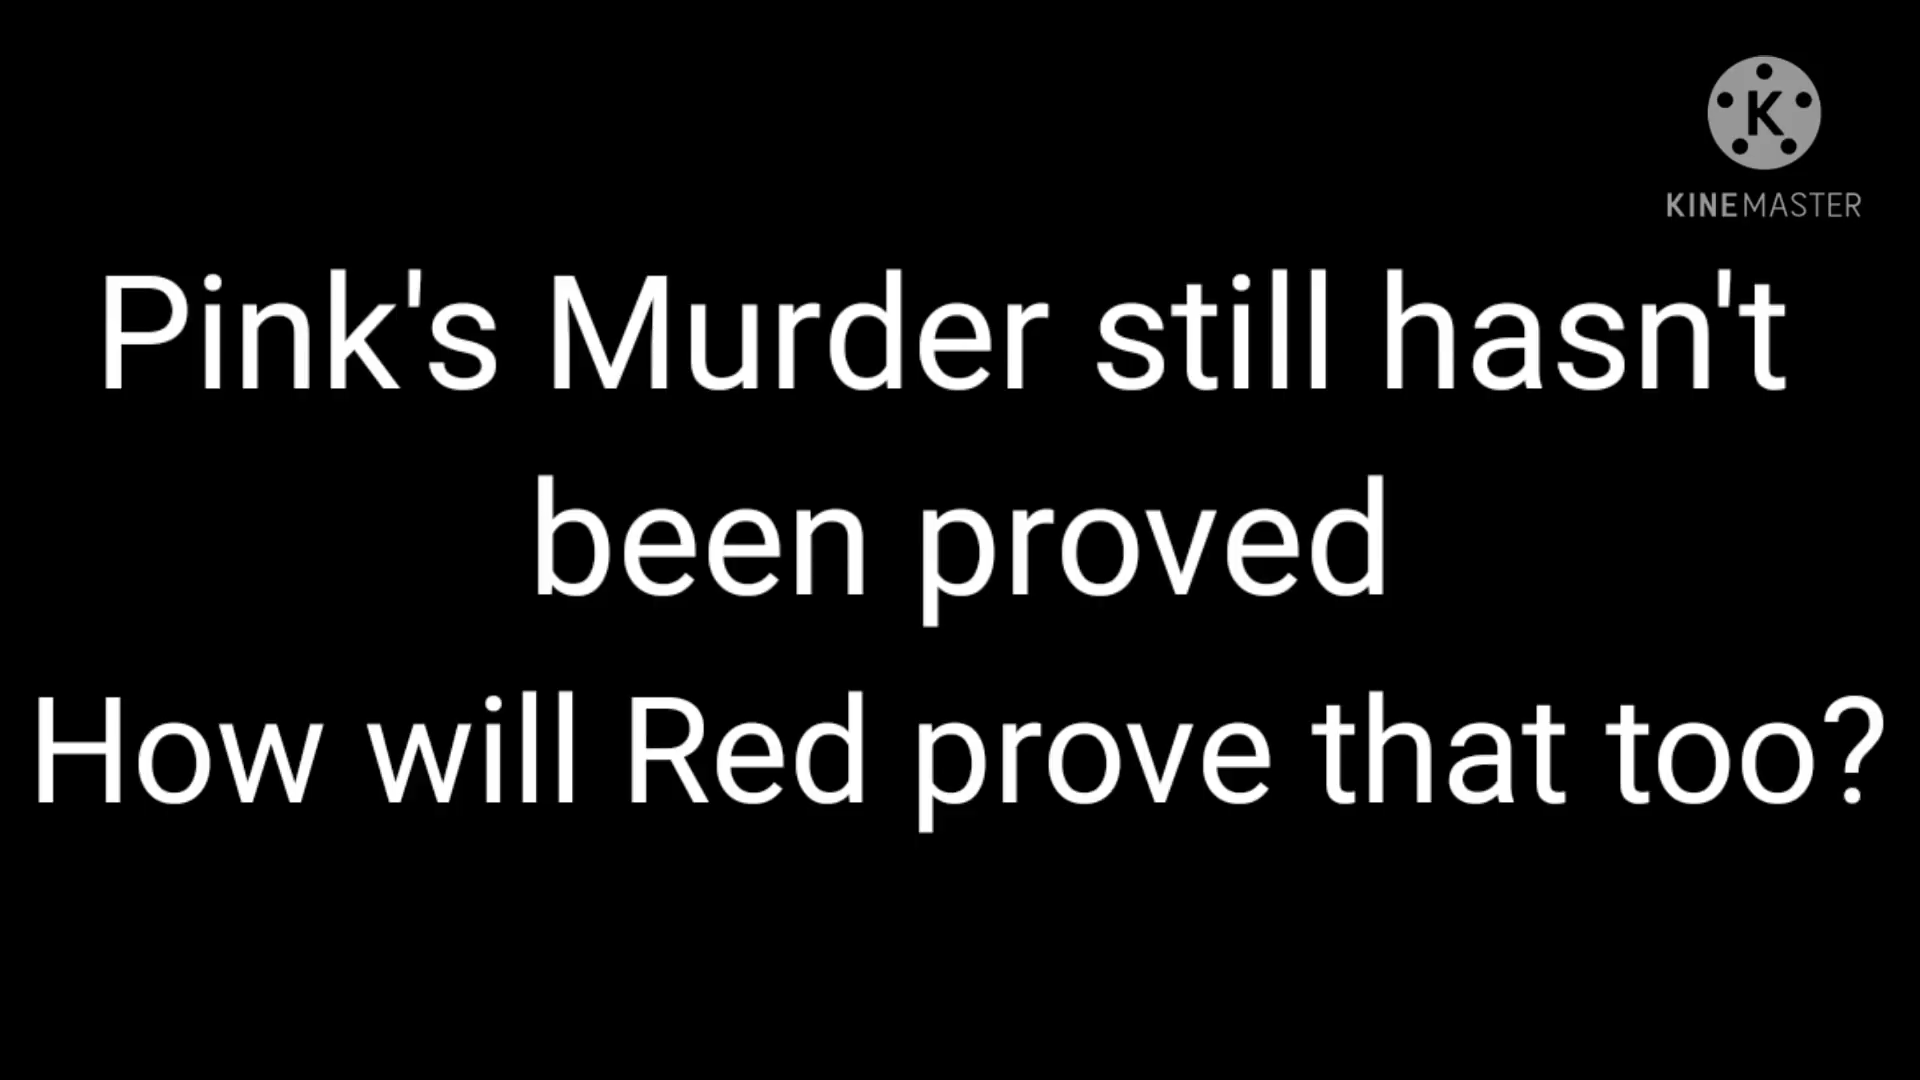 K
KINEMASTER
Pink's Murder still hasn't
been proved
How will Red prove that too?